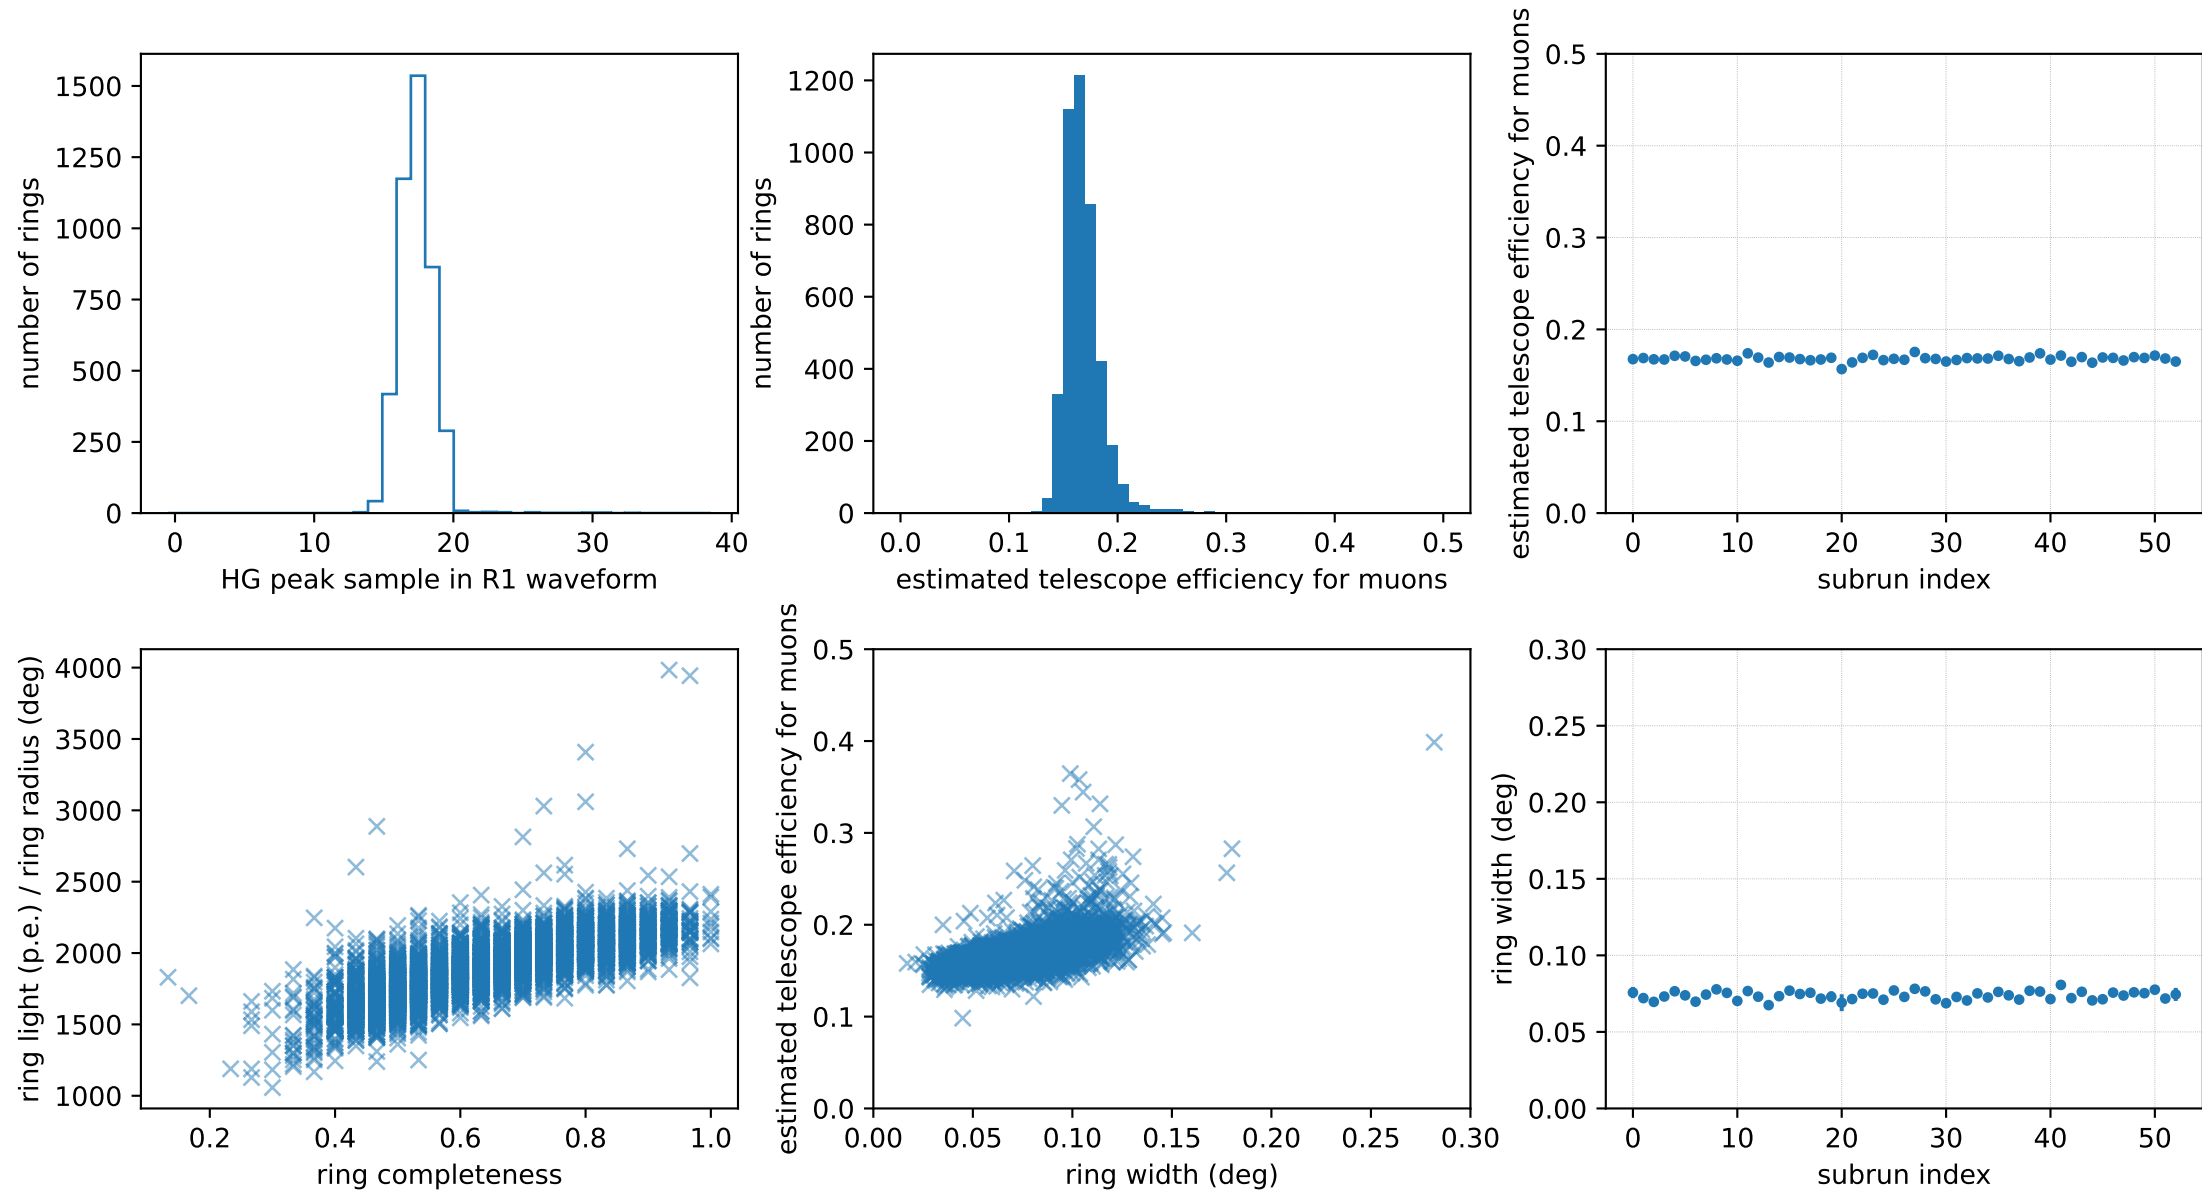 number of rings
1500
1250
1000
750
500
250
0
0 10 20 30 40
HG peak sample in R1 waveform
number of rings
1200
1000
800
600
400
200
0
0.0 0.1 0.2 0.3 0.4 0.5
estimated telescope efficiency for muons
estimated telescope efficiency for muons
0.5
0.4
0.3
0.2
0.1
0.0
0 10 20 30 40 50
subrun index
ring light (p.e.) / ring radius (deg)
4000
3500
3000
2500
2000
1500
1000
0.2 0.4 0.6 0.8 1.0
ring completeness
estimated telescope efficiency for muons
0.5
0.4
0.3
0.2
0.1
0.0
0.00 0.05 0.10 0.15 0.20 0.25 0.30
ring width (deg)
ring width (deg)
0.30
0.25
0.20
0.15
0.10
0.05
0.00
0 10 20 30 40 50
subrun index